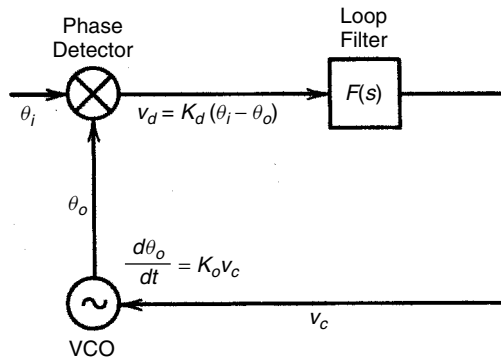 Phase
Detector
Loop
Filter
θi
vd = Kd (θi – θo)
F(s)
θo
dθo
dt
= Kovc
vc
VCO